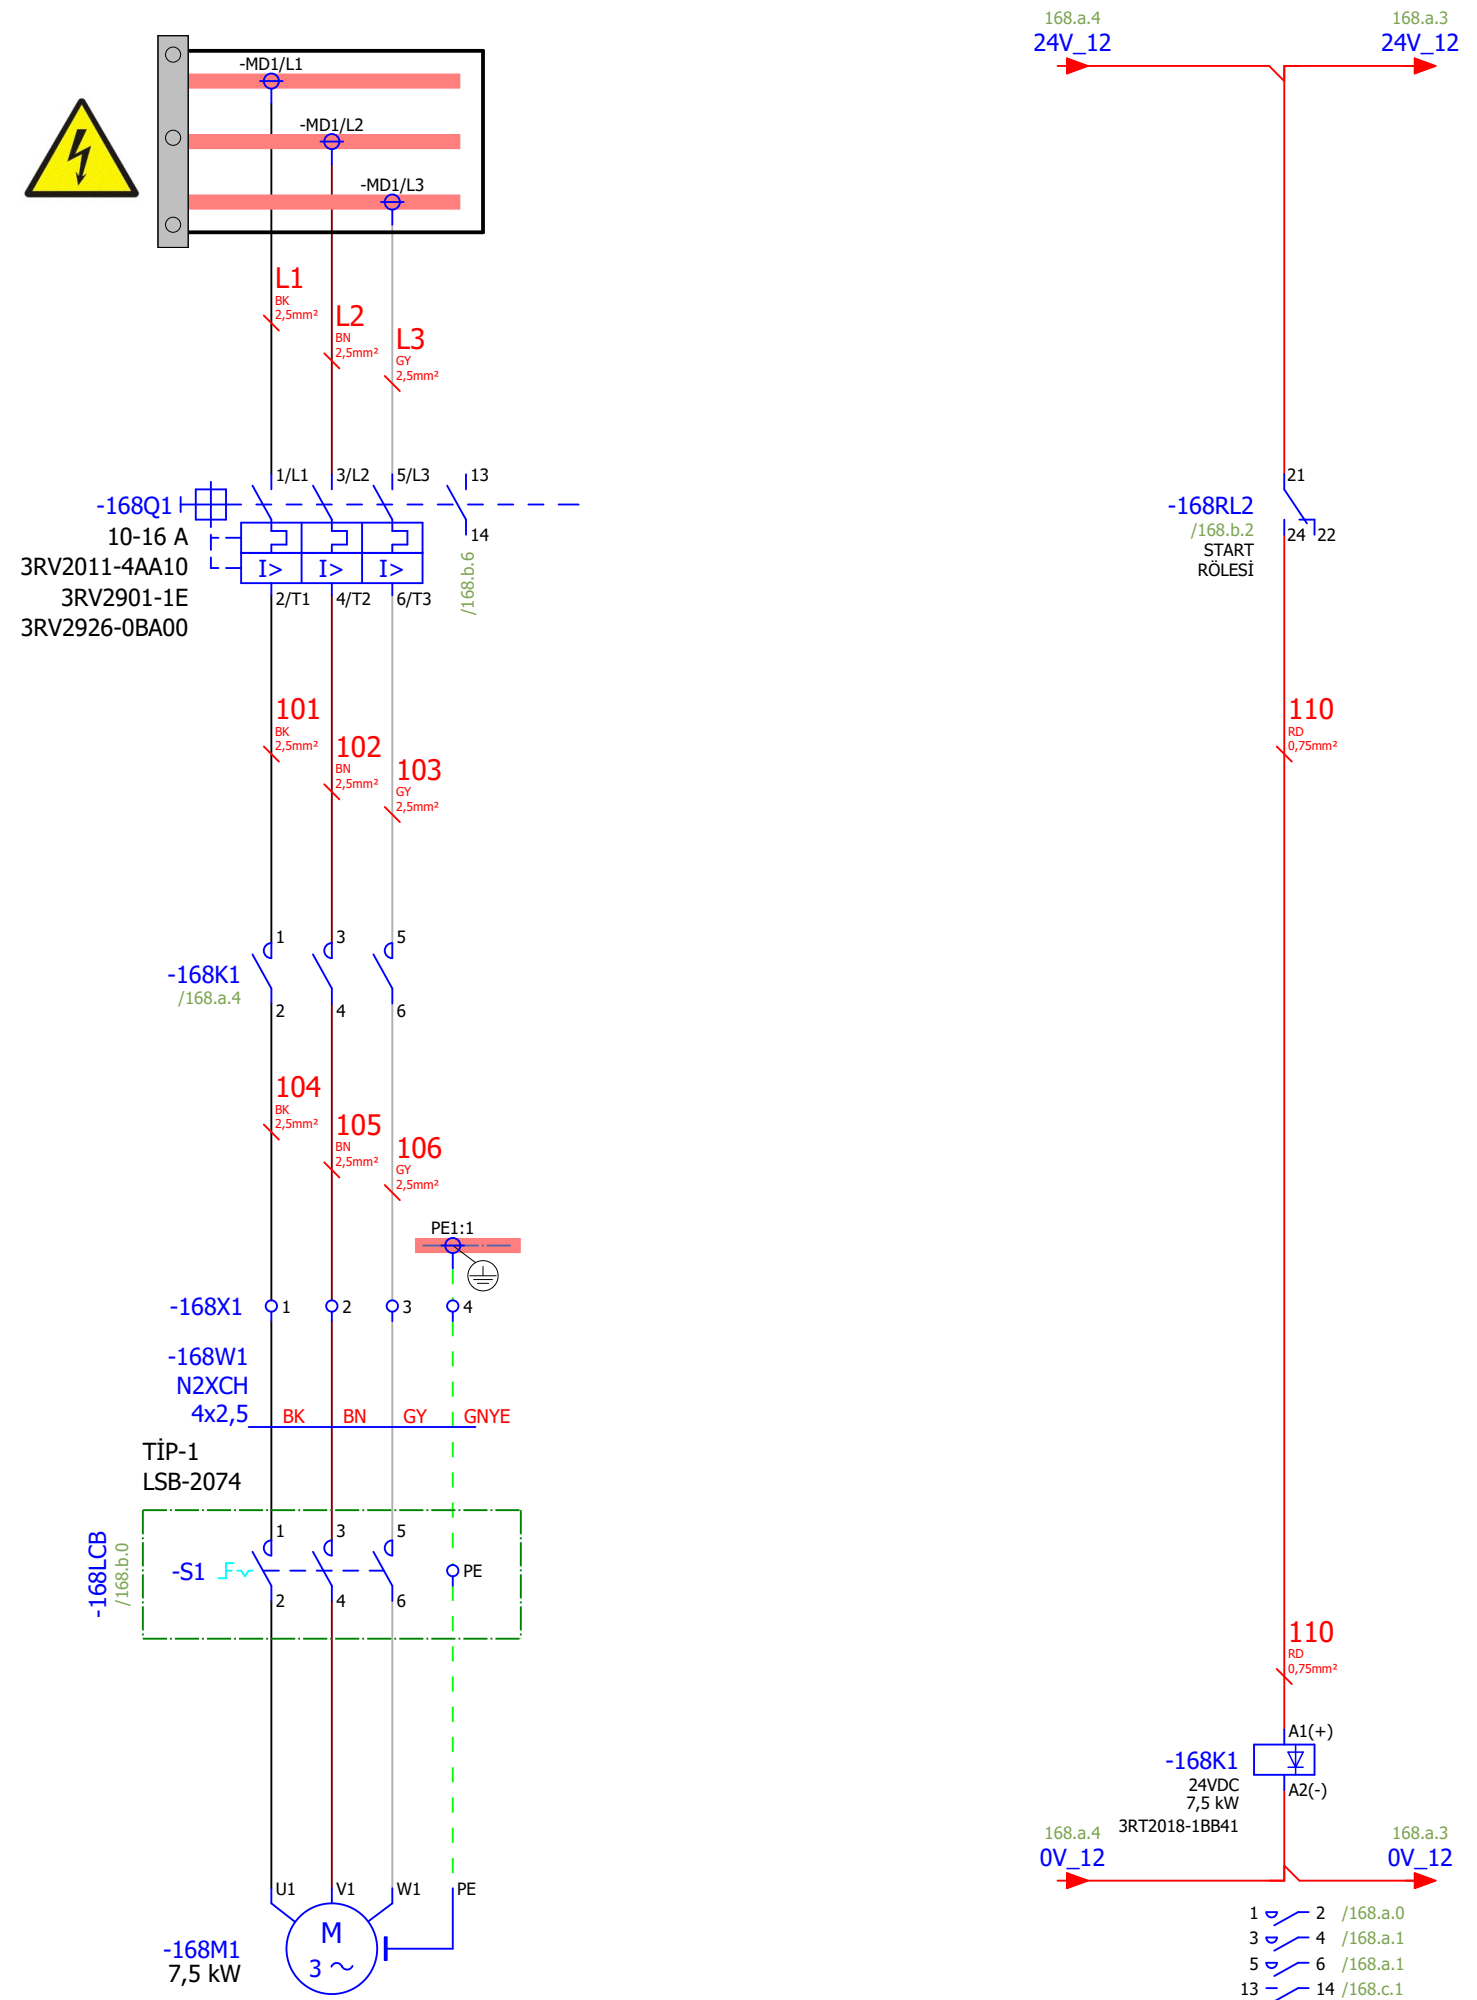 168.a.4
24V_12
168.a.3
24V_12
-MD1/L1
-MD1/L2
-MD1/L3
L1
BK
2,5mm²
L2
BN
2,5mm²
L3
GY
2,5mm²
-168Q1
10-16 A
3RV2011-4AA10
3RV2901-1E
3RV2926-0BA00
1/L1
3/L2
5/L3
13
14
I>
I>
I>
2/T1
4/T2
6/T3
/168.b.6
-168RL2
/168.b.2
START
RÖLESİ
21
24
22
101
BK
2,5mm²
102
BN
2,5mm²
103
GY
2,5mm²
110
RD
0,75mm²
-168K1
/168.a.4
1
3
5
2
4
6
104
BK
2,5mm²
105
BN
2,5mm²
106
GY
2,5mm²
PE1:1
-168X1
1
2
3
4
-168W1
N2XCH
4x2,5
BK
BN
GY
GNYE
TİP-1
LSB-2074
-168LCB
/168.b.0
-S1
1
3
5
2
4
6
PE
110
RD
0,75mm²
-168K1
24VDC
7,5 kW
3RT2018-1BB41
A1(+)
A2(-)
168.a.4
0V_12
168.a.3
0V_12
U1
V1
W1
PE
M
3
-168M1
7,5 kW
1 2 /168.a.0
3 4 /168.a.1
5 6 /168.a.1
13 14 /168.c.1